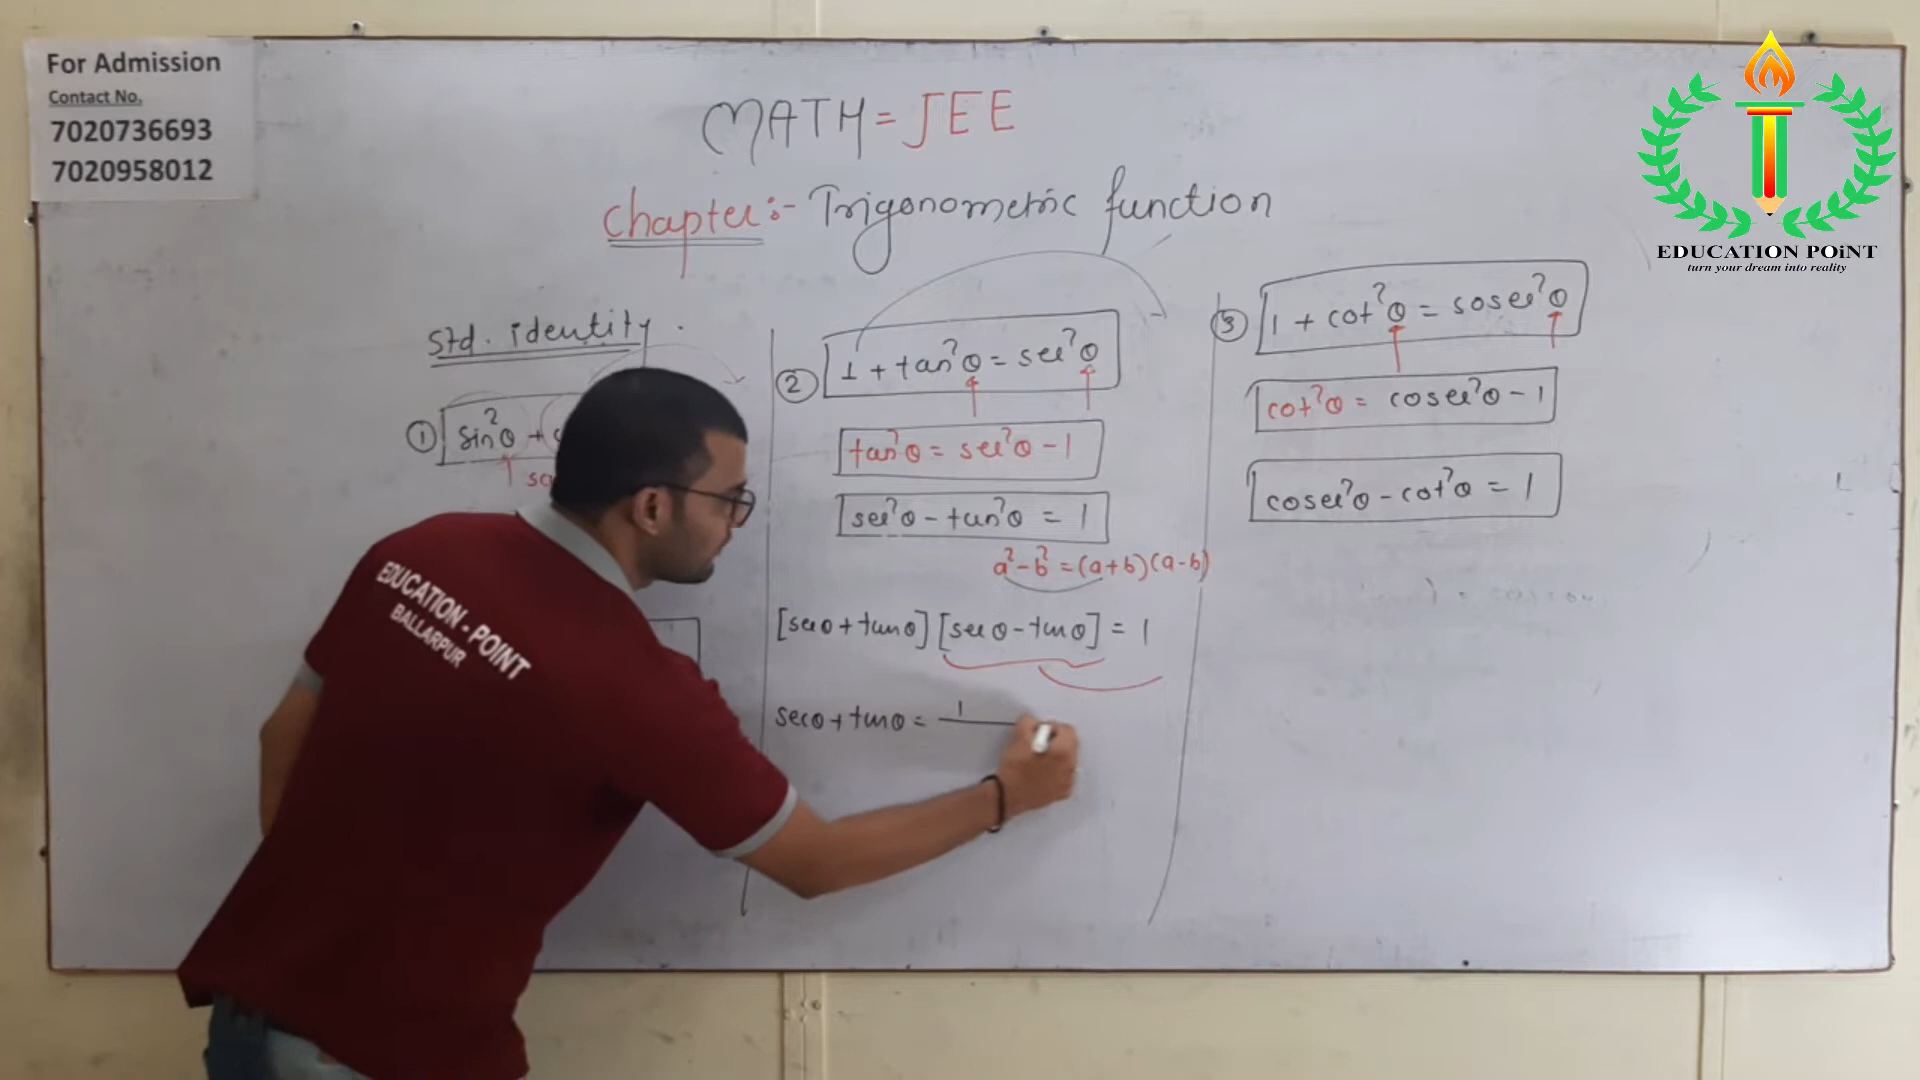 For Admission
Contact No.
7020736693
7020958012
EDUCATION POiNT
turn your dream into reality
MATH = JEE
Chapter :- Trigonometric function
Std. identity.
① sin²θ +
② 1 + tan²θ = sec²θ
tan²θ = sec²θ - 1
sec²θ - tan²θ = 1
a² - b² = (a+b)(a-b)
[secθ + tanθ] [secθ - tanθ] = 1
secθ + tanθ = 1
③ 1 + cot²θ = cosec²θ
cot²θ = cosec²θ - 1
cosec²θ - cot²θ = 1
EDUCATION - POINT
BALLARPUR